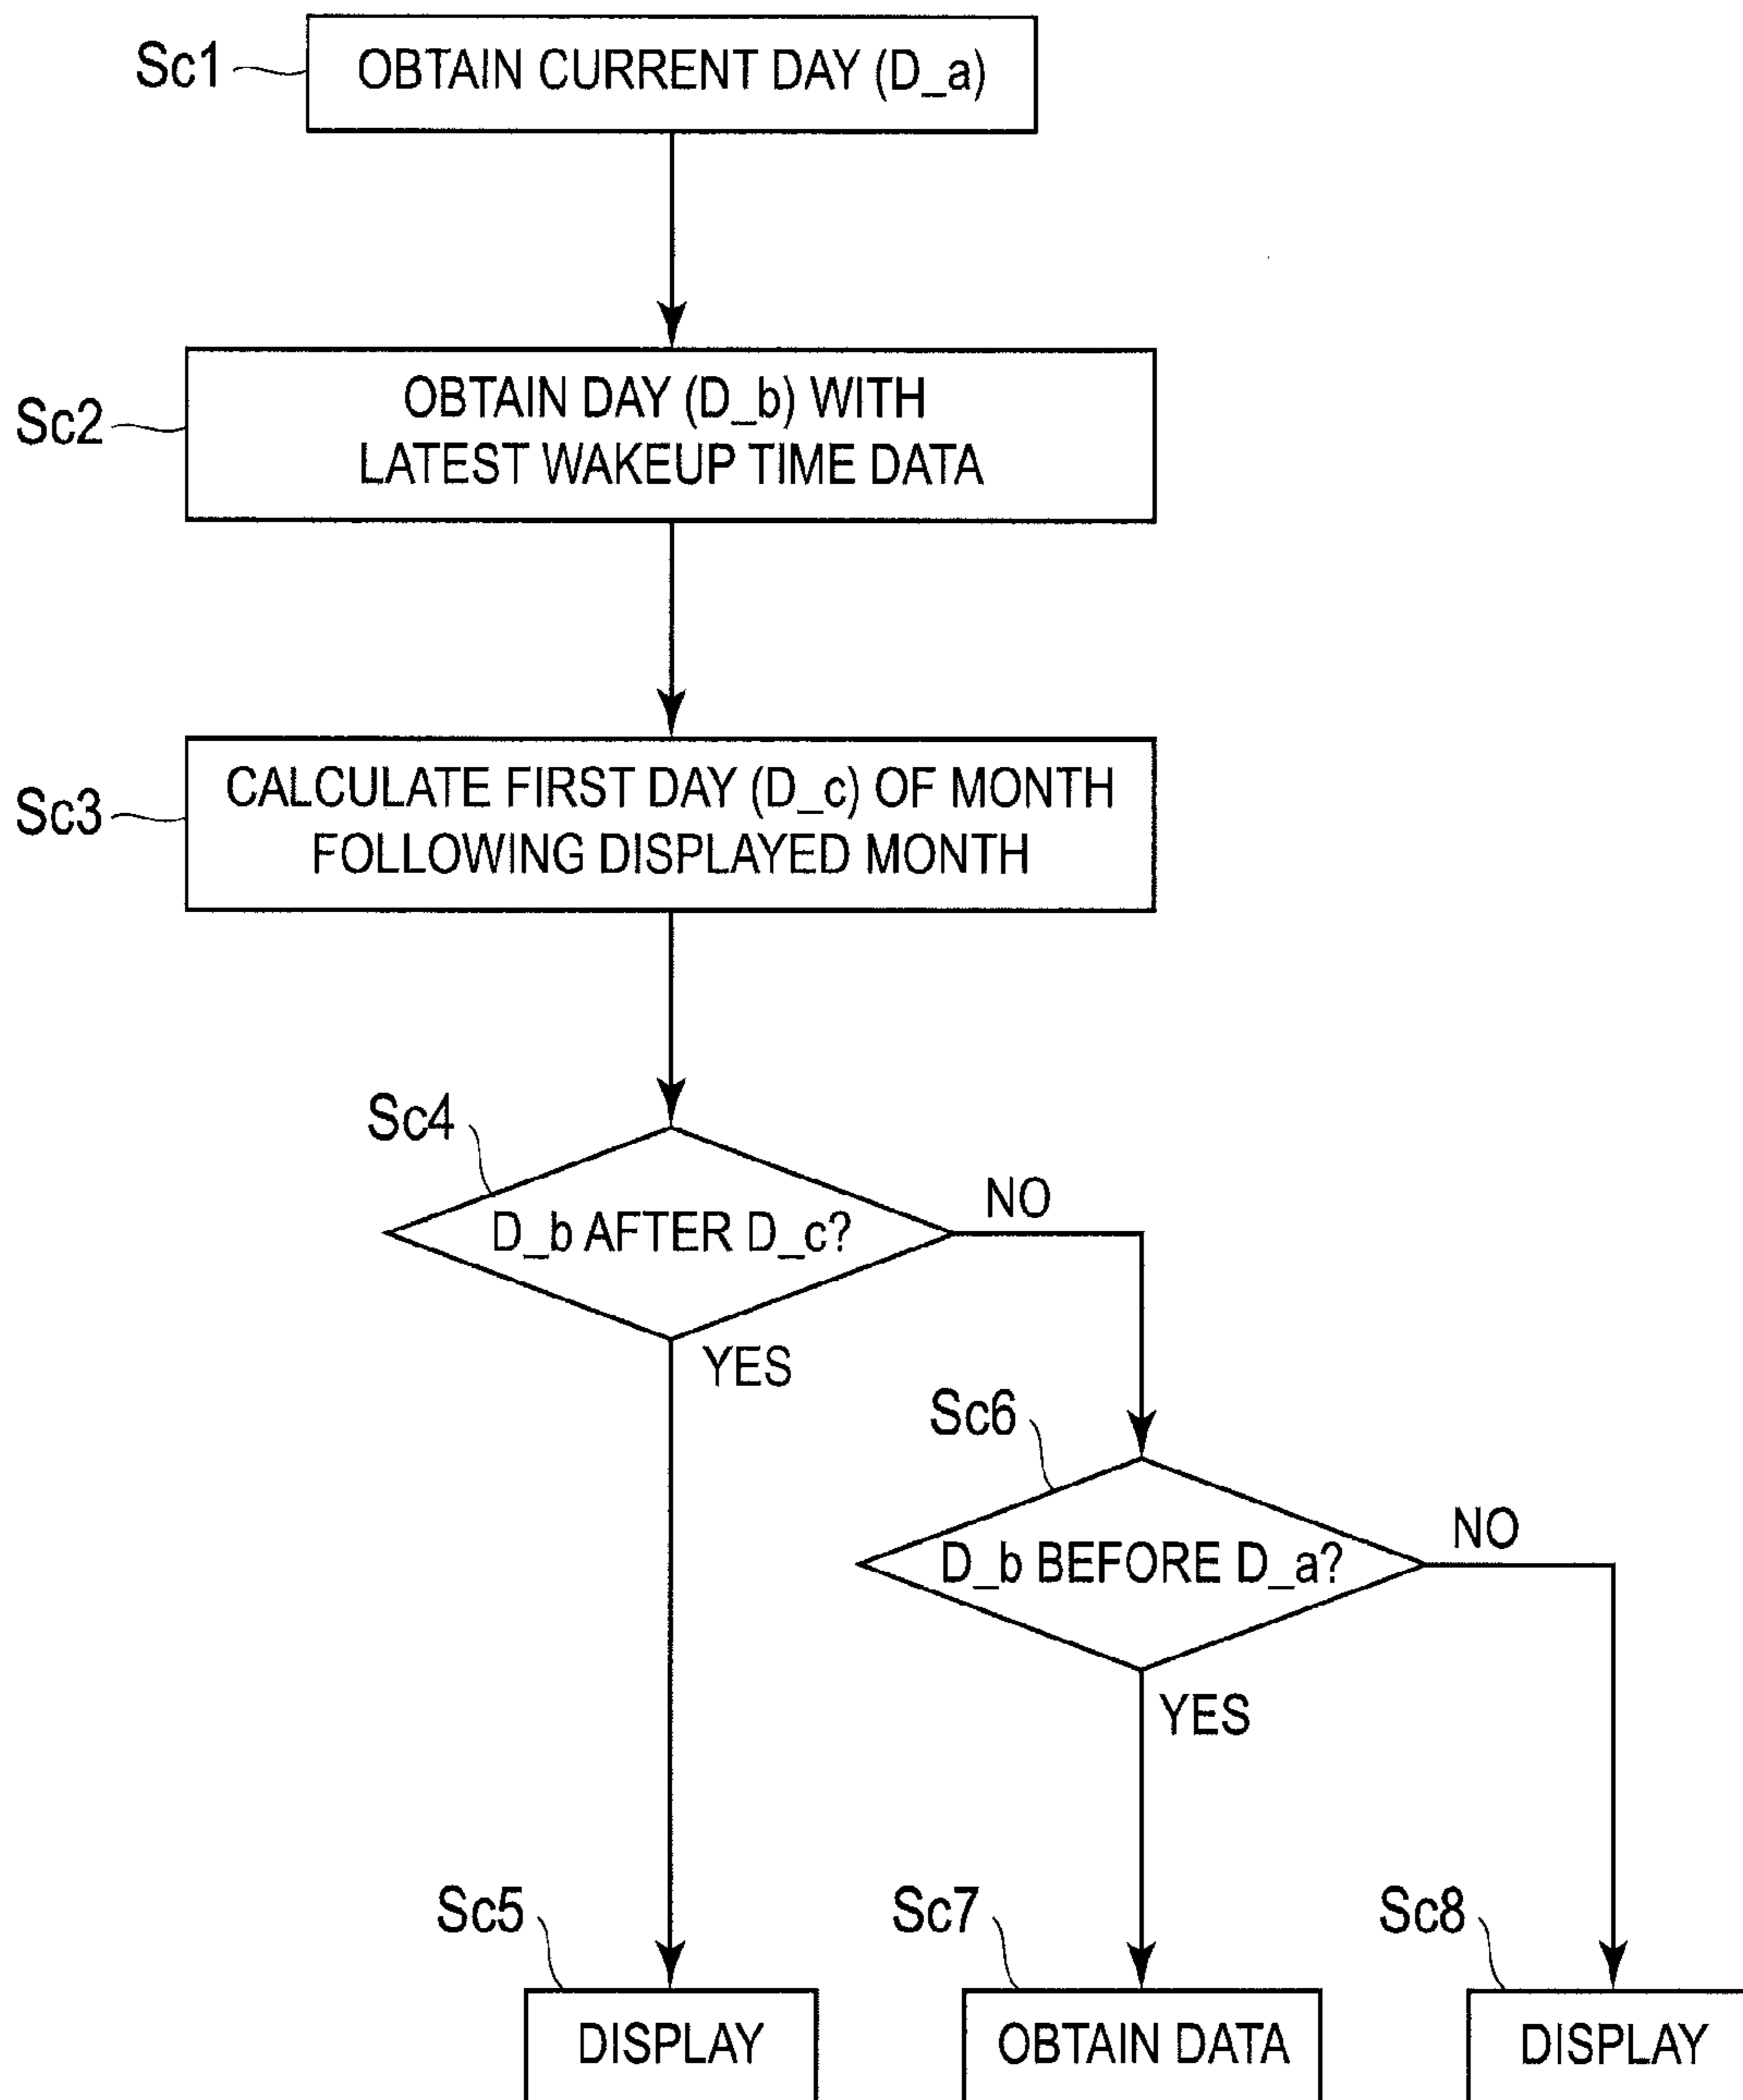 Sc1
OBTAIN CURRENT DAY (D_a)
Sc2
OBTAIN DAY (D_b) WITH
LATEST WAKEUP TIME DATA
Sc3
CALCULATE FIRST DAY (D_c) OF MONTH
FOLLOWING DISPLAYED MONTH
Sc4
D_b AFTER D_c?
NO
YES
Sc6
D_b BEFORE D_a?
NO
YES
Sc5
DISPLAY
Sc7
OBTAIN DATA
Sc8
DISPLAY